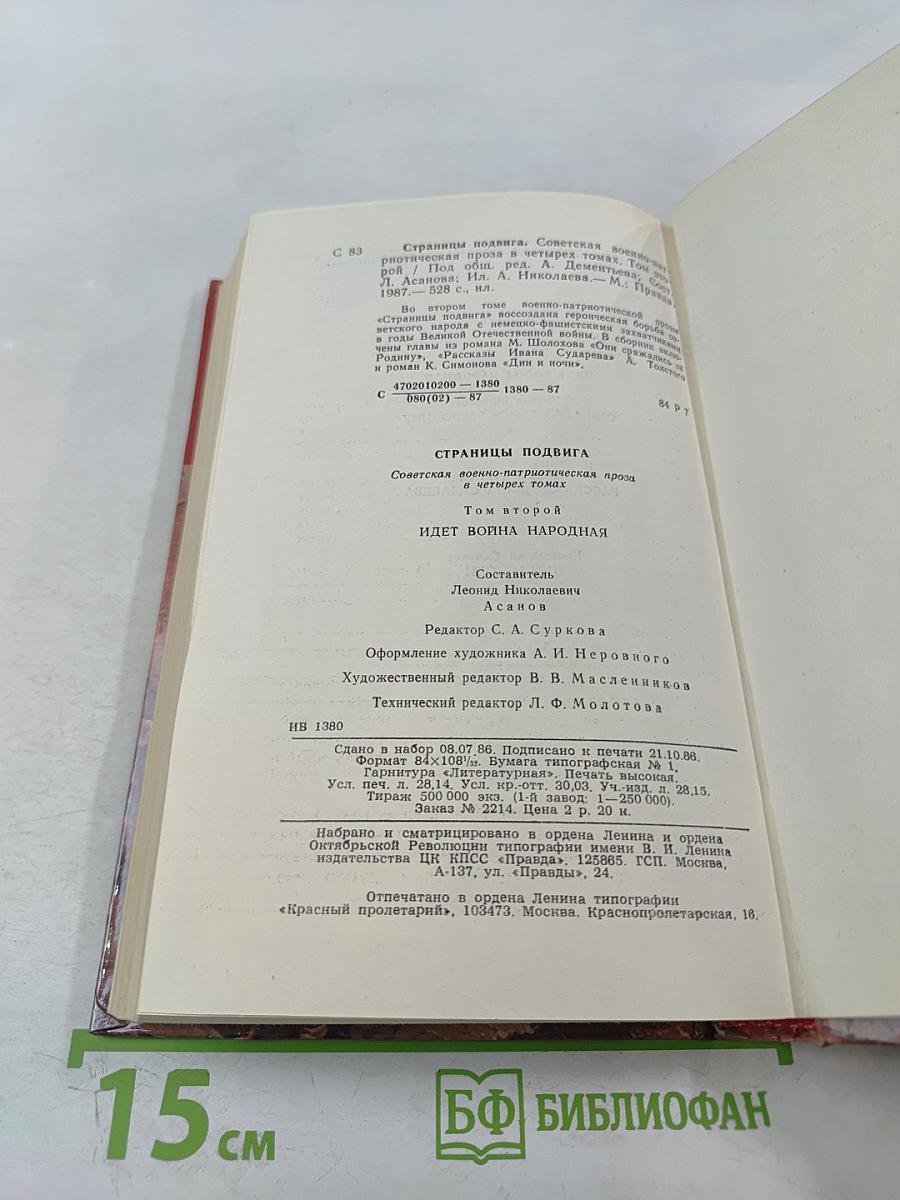 С 83
Страницы подвига. Советская военно-пат-
риотическая проза в четырех томах. Том вто-
рой / Под общ. ред. А. Дементьева; Сост.
Л. Асанова; Ил. А. Николаева.— М.: Правда,
1987.— 528 с., ил.
Во втором томе военно-патриотической прозы
«Страницы подвига» воссоздана героическая борьба со-
ветского народа с немецко-фашистскими захватчиками
в годы Великой Отечественной войны. В сборник вклю-
чены главы из романа М. Шолохова «Они сражались за
Родину», «Рассказы Ивана Сударева» А. Толстого
и роман К. Симонова «Дни и ночи».
С 4702010200 — 1380
080(02) — 87
1380 — 87
84 Р 7
СТРАНИЦЫ ПОДВИГА
Советская военно-патриотическая проза
в четырех томах
Том второй
ИДЕТ ВОЙНА НАРОДНАЯ
Составитель
Леонид Николаевич
Асанов
Редактор С. А. Суркова
Оформление художника А. И. Неровного
Художественный редактор В. В. Масленников
Технический редактор Л. Ф. Молотова
ИВ 1380
Сдано в набор 08.07.86. Подписано к печати 21.10.86.
Формат 84×108¹/₃₂. Бумага типографская № 1.
Гарнитура «Литературная». Печать высокая.
Усл. печ. л. 28,14. Усл. кр.-отт. 30,03. Уч.-изд. л. 28,15.
Тираж 500 000 экз. (1-й завод: 1—250 000).
Заказ № 2214. Цена 2 р. 20 к.
Набрано и сматрицировано в ордена Ленина и ордена
Октябрьской Революции типографии имени В. И. Ленина
издательства ЦК КПСС «Правда». 125865. ГСП. Москва,
А-137, ул. «Правды», 24.
Отпечатано в ордена Ленина типографии
«Красный пролетарий», 103473. Москва. Краснопролетарская, 16.
15 см
БФ БИБЛИОФАН